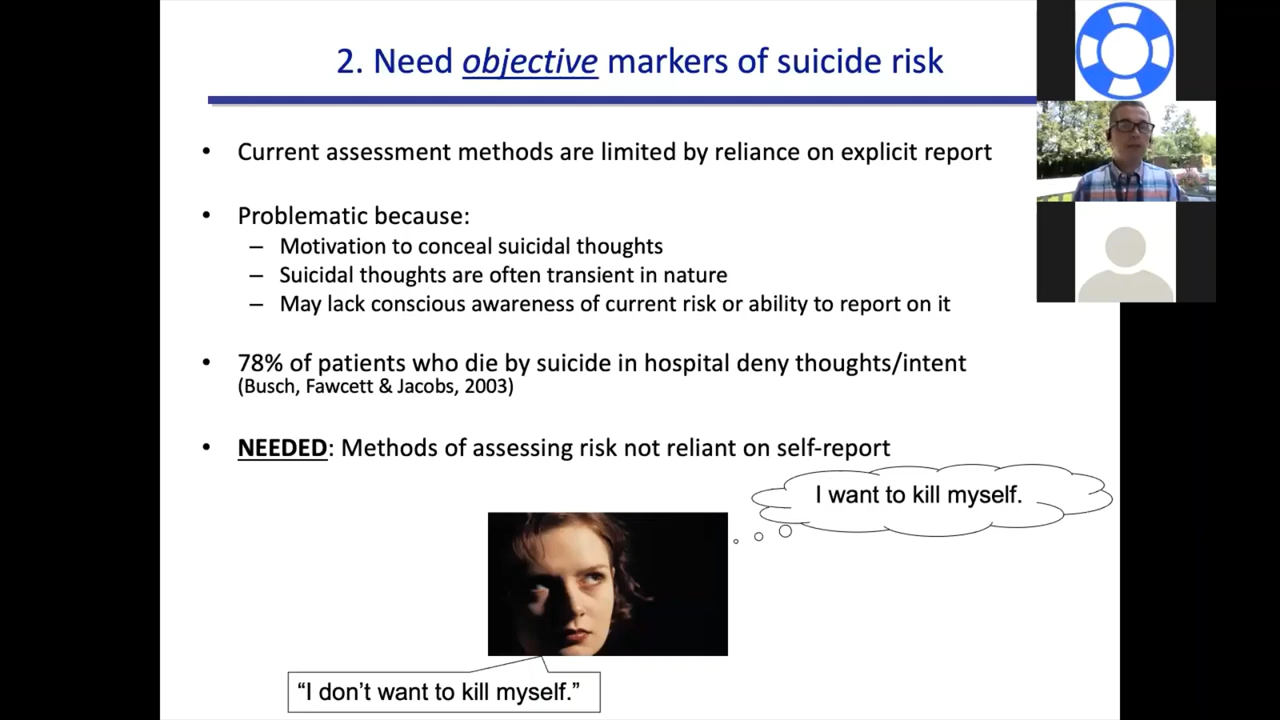 2. Need objective markers of suicide risk
• Current assessment methods are limited by reliance on explicit report
• Problematic because:
– Motivation to conceal suicidal thoughts
– Suicidal thoughts are often transient in nature
– May lack conscious awareness of current risk or ability to report on it
• 78% of patients who die by suicide in hospital deny thoughts/intent
(Busch, Fawcett & Jacobs, 2003)
• NEEDED: Methods of assessing risk not reliant on self-report
I want to kill myself.
“I don’t want to kill myself.”